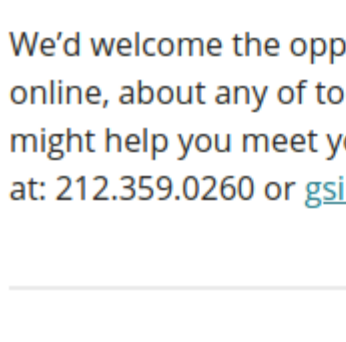 We’d welcome the opp
online, about any of to
might help you meet y
at: 212.359.0260 or gsi